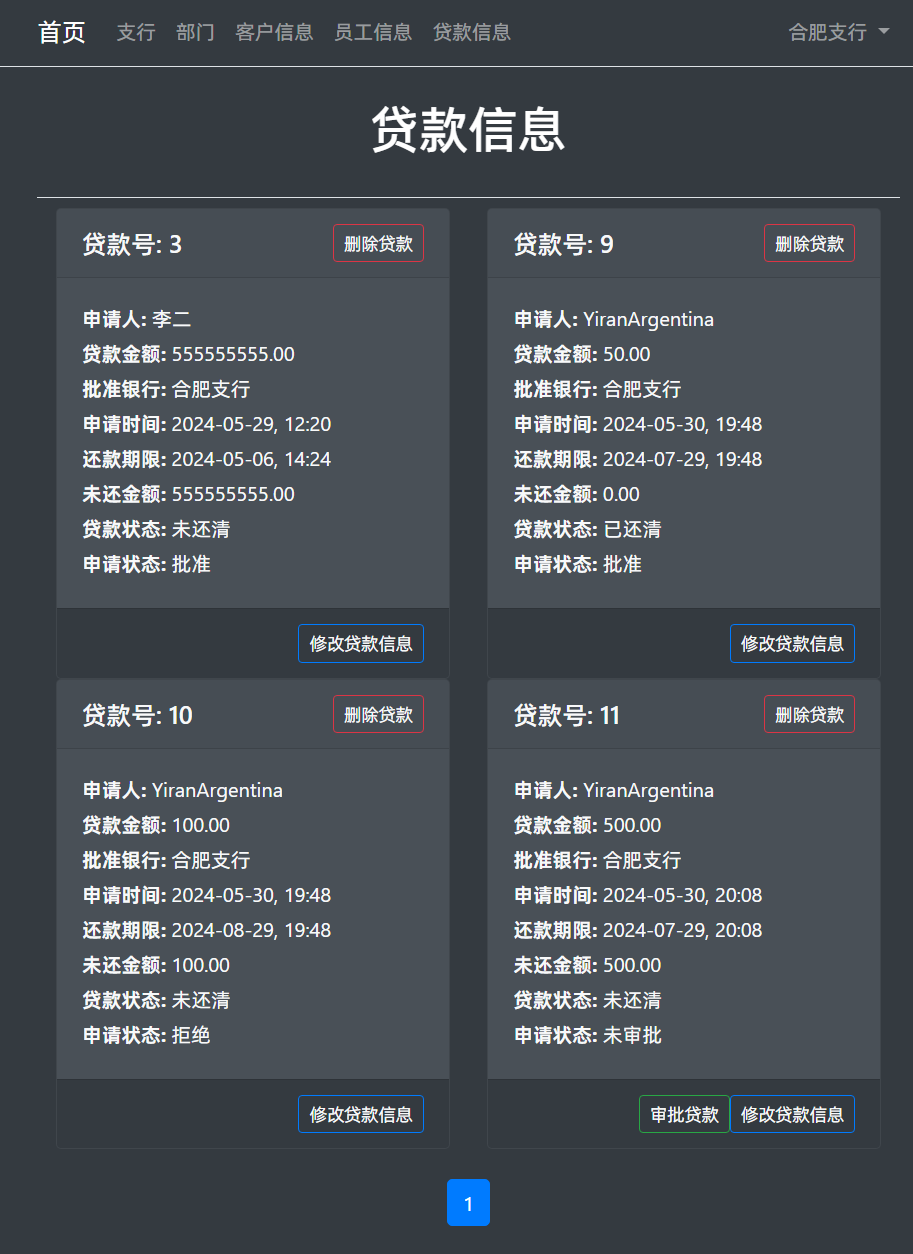 首页 支行 部门 客户信息 员工信息 贷款信息 合肥支行
贷款信息
贷款号: 3 删除贷款
申请人: 李二
贷款金额: 555555555.00
批准银行: 合肥支行
申请时间: 2024-05-29, 12:20
还款期限: 2024-05-06, 14:24
未还金额: 555555555.00
贷款状态: 未还清
申请状态: 批准
修改贷款信息
贷款号: 9 删除贷款
申请人: YiranArgentina
贷款金额: 50.00
批准银行: 合肥支行
申请时间: 2024-05-30, 19:48
还款期限: 2024-07-29, 19:48
未还金额: 0.00
贷款状态: 已还清
申请状态: 批准
修改贷款信息
贷款号: 10 删除贷款
申请人: YiranArgentina
贷款金额: 100.00
批准银行: 合肥支行
申请时间: 2024-05-30, 19:48
还款期限: 2024-08-29, 19:48
未还金额: 100.00
贷款状态: 未还清
申请状态: 拒绝
修改贷款信息
贷款号: 11 删除贷款
申请人: YiranArgentina
贷款金额: 500.00
批准银行: 合肥支行
申请时间: 2024-05-30, 20:08
还款期限: 2024-07-29, 20:08
未还金额: 500.00
贷款状态: 未还清
申请状态: 未审批
审批贷款 修改贷款信息
1